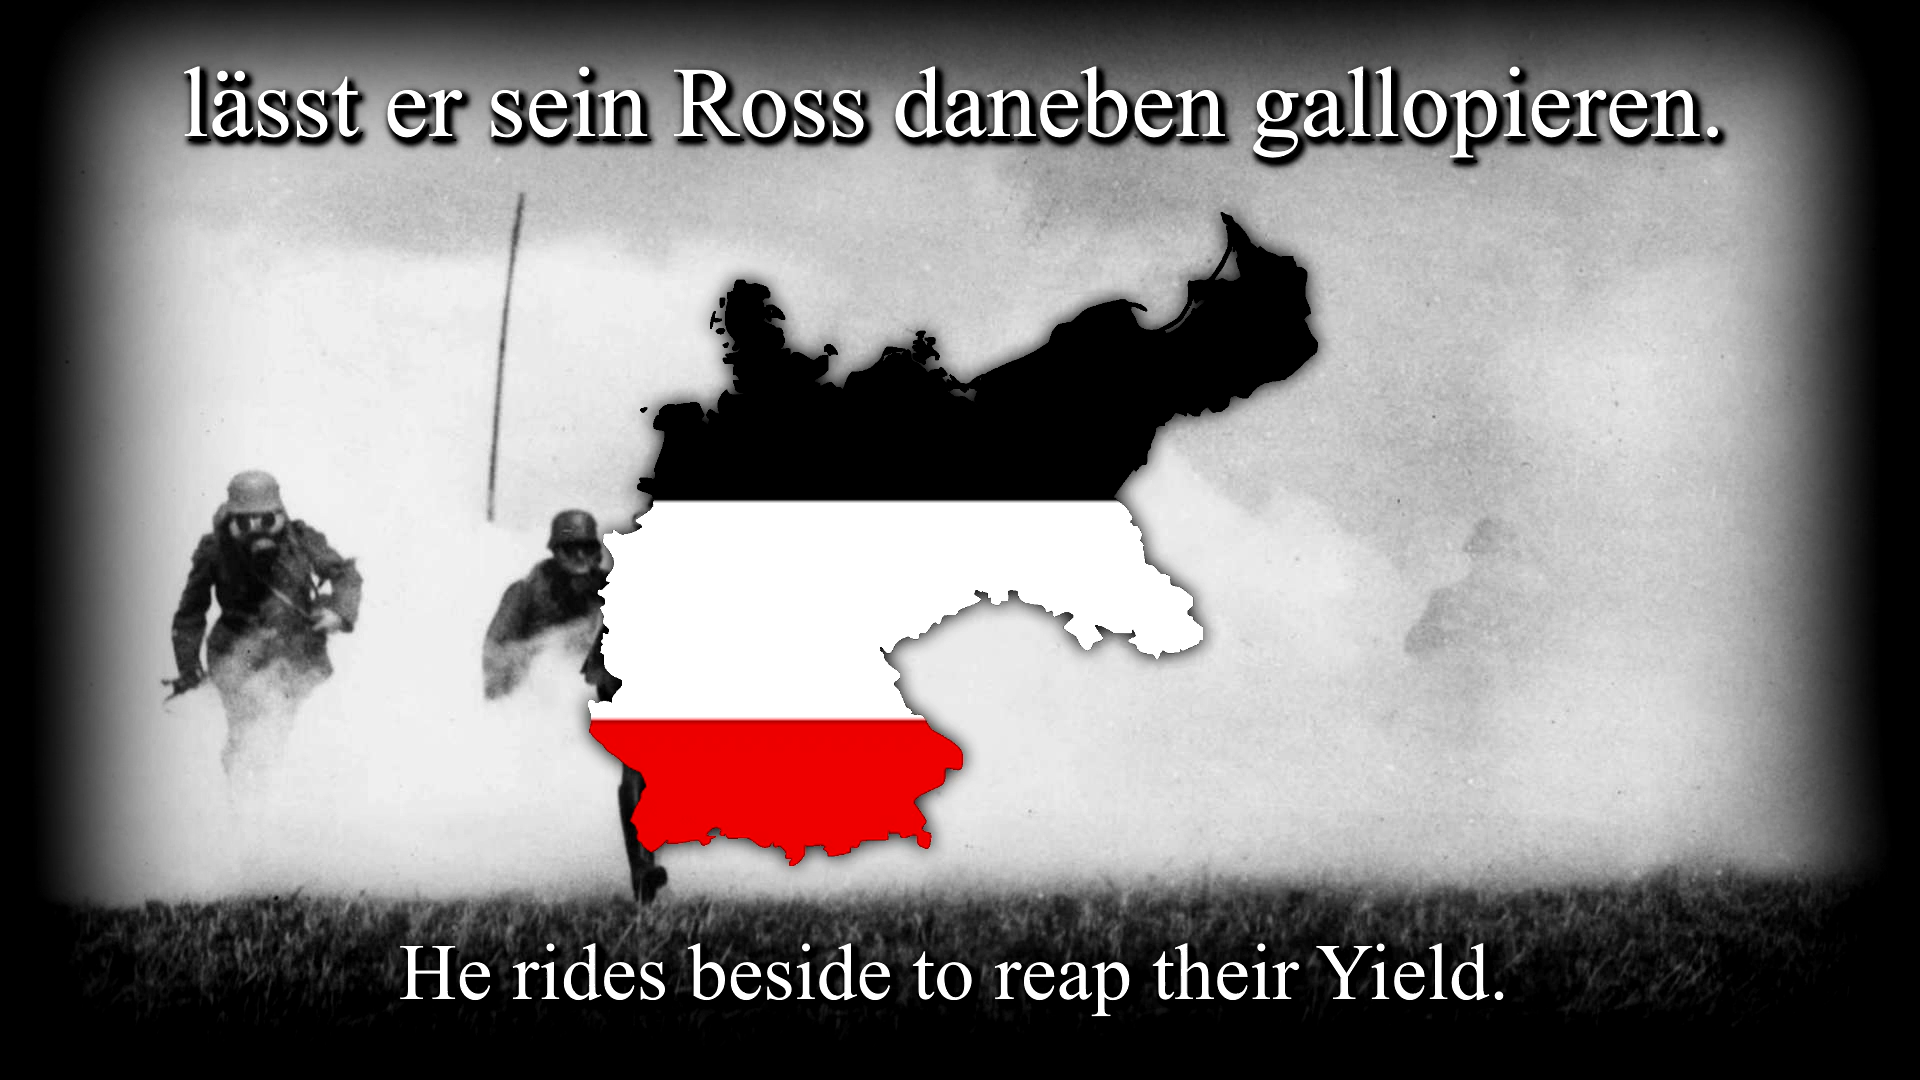 lässt er sein Ross daneben gallopieren.
He rides beside to reap their Yield.